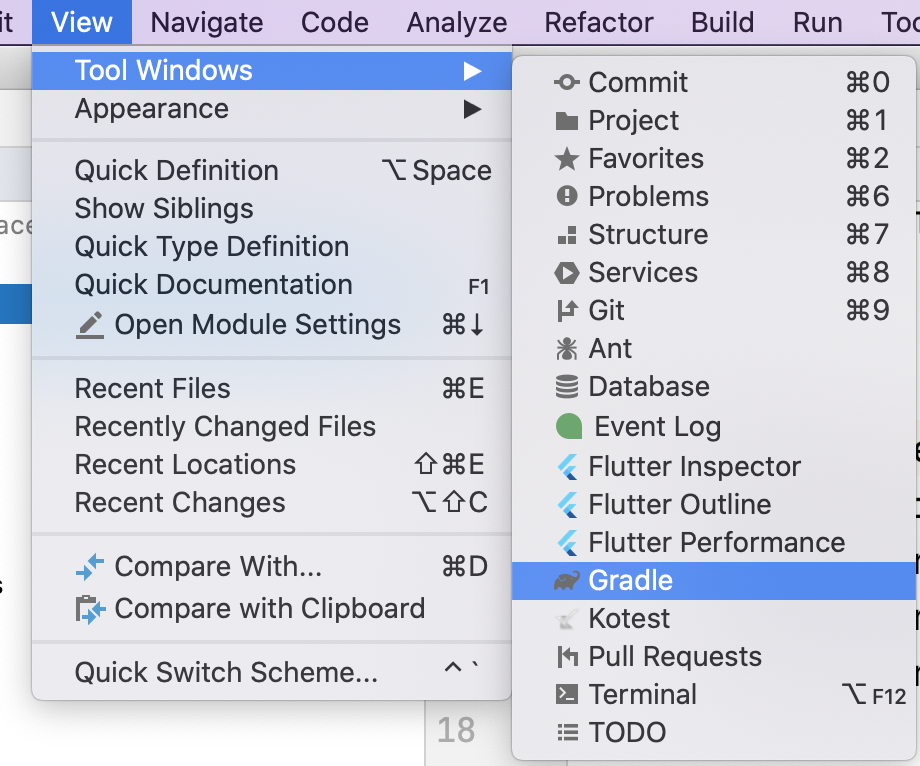 it View Navigate Code Analyze Refactor Build Run Too
Tool Windows ▶
Appearance ▶
Quick Definition ⌥ Space
Show Siblings
Quick Type Definition
Quick Documentation F1
Open Module Settings ⌘↓
Recent Files ⌘E
Recently Changed Files
Recent Locations ⇧⌘E
Recent Changes ⌥⇧C
Compare With... ⌘D
Compare with Clipboard
Quick Switch Scheme... ^ `
Commit ⌘0
Project ⌘1
Favorites ⌘2
Problems ⌘6
Structure ⌘7
Services ⌘8
Git ⌘9
Ant
Database
Event Log
Flutter Inspector
Flutter Outline
Flutter Performance
Gradle
Kotest
Pull Requests
Terminal ⌥ F12
TODO
ace
s
18